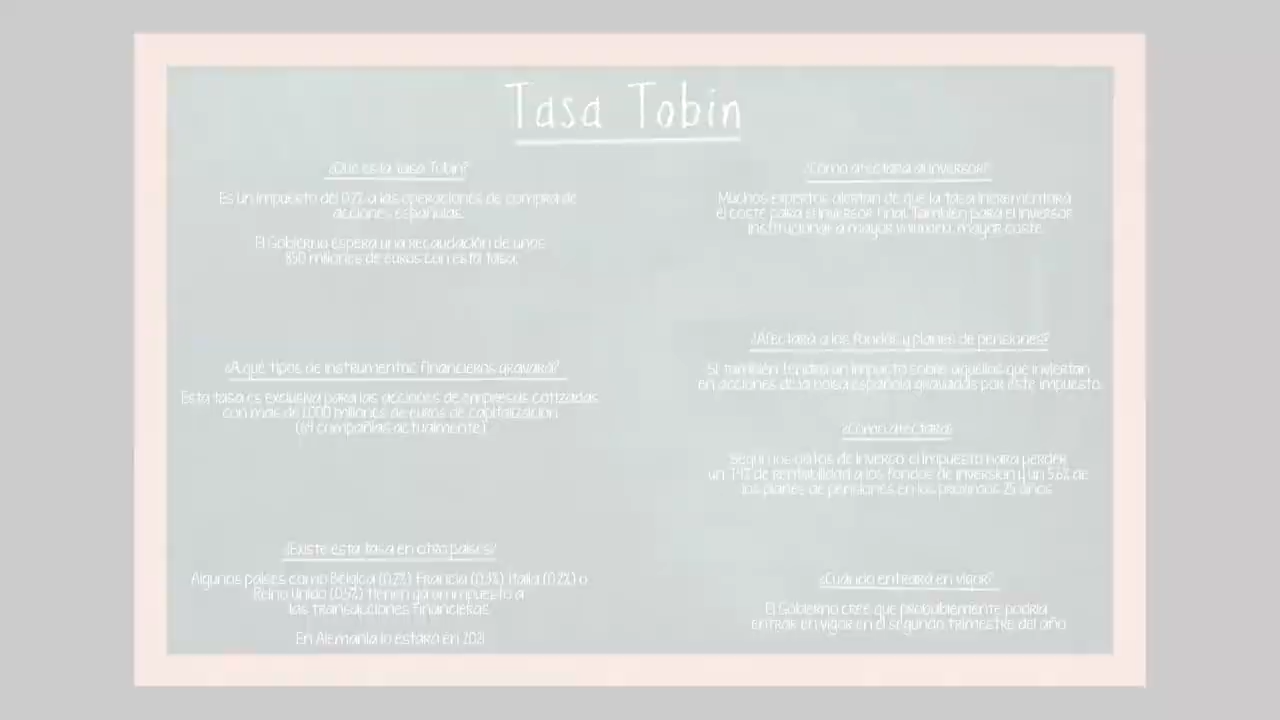 Tasa Tobin
¿Qué es la Tasa Tobin?
Es un impuesto del 0.2% a las operaciones de compra de
acciones españolas.
El Gobierno espera una recaudación de unos
850 millones de euros con esta tasa.
¿A qué tipos de instrumentos financieros gravará?
Esta tasa es exclusiva para las acciones de empresas cotizadas
con más de 1.000 millones de euros de capitalización
(64 compañías actualmente)
¿Existe esta tasa en otros países?
Algunos países como Bélgica (0.2%) Francia (0.3%) Italia (0.2%) o
Reino Unido (0.5%) tienen ya un impuesto a
las transacciones financieras.
En Alemania lo estará en 2021
¿Cómo afectará al inversor?
Muchos expertos alertan de que la tasa incrementará
el coste para el inversor final. También para el inversor
institucional a mayor volumen, mayor coste.
¿Afectará a los fondos y planes de pensiones?
Sí, también tendrá un impacto sobre aquellos que inviertan
en acciones de la bolsa española gravadas por este impuesto.
¿Cómo afectará?
Según los datos de Inverco el impuesto hará perder
un de rentabilidad a los fondos de inversión y un 5.6% de
los planes de pensiones en los próximos 25 años
¿Cuándo entrará en vigor?
El Gobierno cree que probablemente podría
entrar en vigor en el segundo trimestre del año